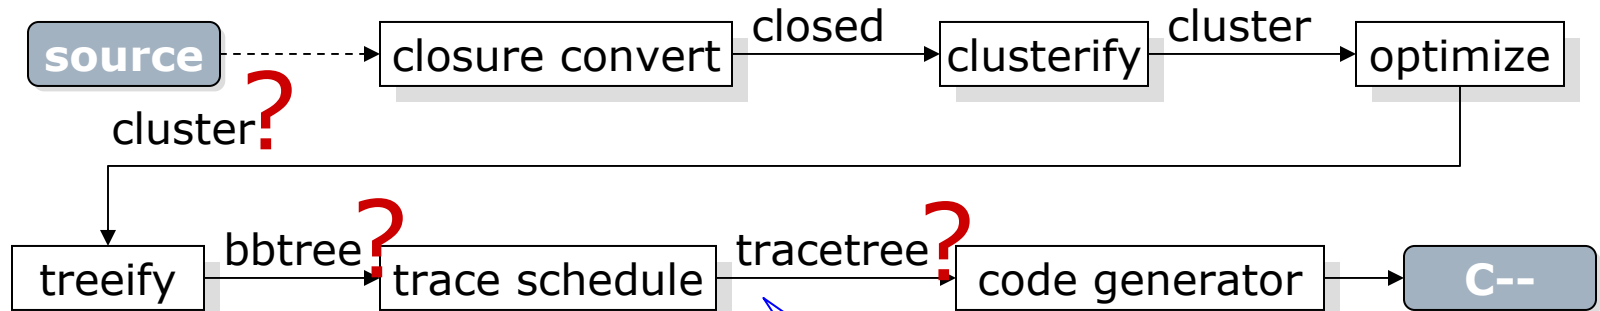 source
closed
closure convert
cluster
clusterify
optimize
cluster?
bbtree?
tracetree?
treeify
trace schedule
code generator
C--